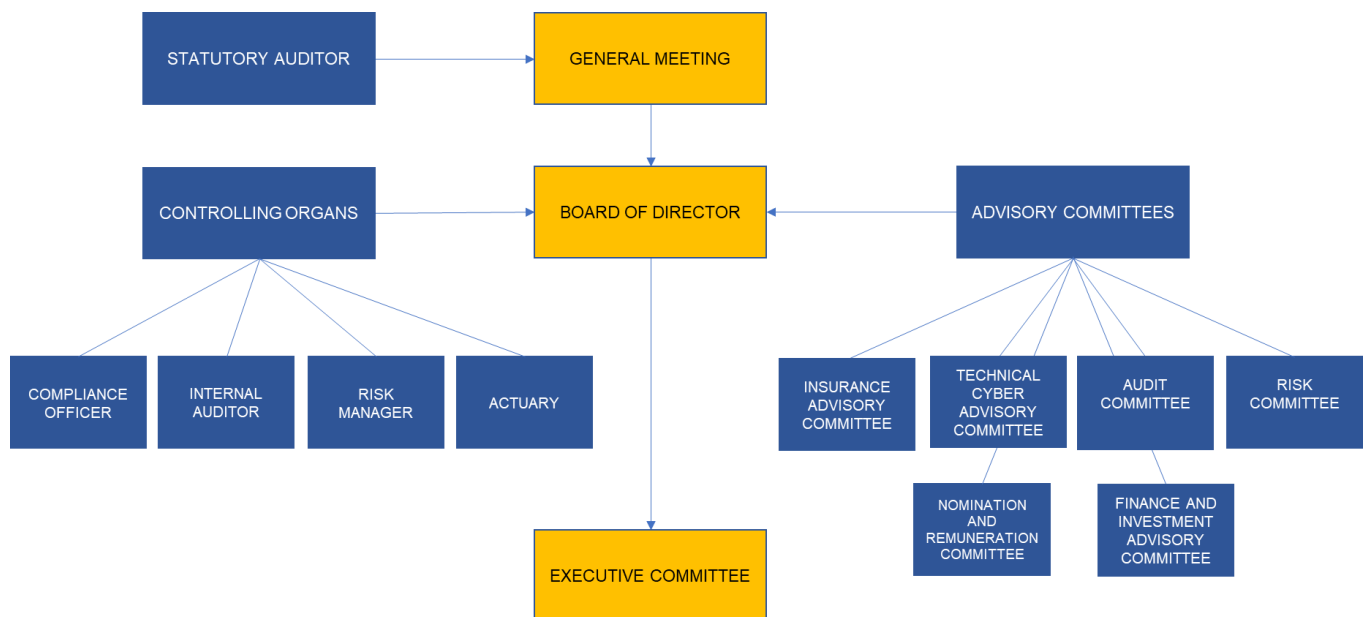 STATUTORY AUDITOR
GENERAL MEETING
CONTROLLING ORGANS
BOARD OF DIRECTOR
ADVISORY COMMITTEES
COMPLIANCE
OFFICER
INTERNAL
AUDITOR
RISK
MANAGER
ACTUARY
INSURANCE
ADVISORY
COMMITTEE
TECHNICAL
CYBER
ADVISORY
COMMITTEE
AUDIT
COMMITTEE
RISK
COMMITTEE
NOMINATION
AND
REMUNERATION
COMMITTEE
FINANCE AND
INVESTMENT
ADVISORY
COMMITTEE
EXECUTIVE COMMITTEE